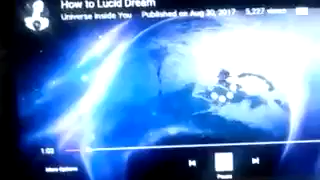 How to Lucid Dream
Universe Inside You Published on Aug 30, 2017 5,227 views
1:03
More Options
Pause